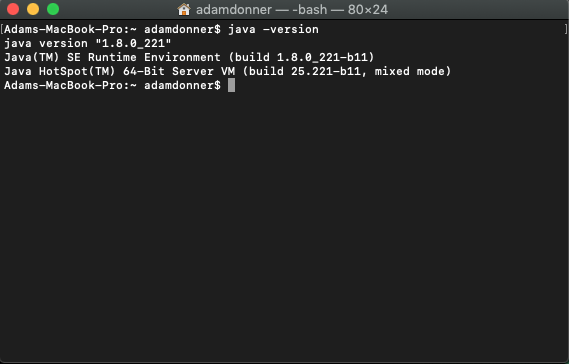 adamdonner — -bash — 80×24
[Adams-MacBook-Pro:~ adamdonner$ java -version ]
java version "1.8.0_221"
Java(TM) SE Runtime Environment (build 1.8.0_221-b11)
Java HotSpot(TM) 64-Bit Server VM (build 25.221-b11, mixed mode)
Adams-MacBook-Pro:~ adamdonner$